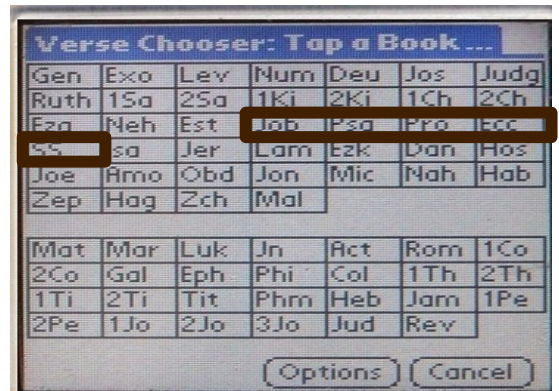 Verse Chooser: Tap a Book ...
Gen Exo Lev Num Deu Jos Judg
Ruth 1Sa 2Sa 1Ki 2Ki 1Ch 2Ch
Eza Neh Est Job Psa Pro Ecc
SS Isa Jer Lam Ezk Dan Hos
Joe Amo Obd Jon Mic Nah Hab
Zep Hag Zch Mal
Mat Mar Luk Jn Act Rom 1Co
2Co Gal Eph Phi Col 1Th 2Th
1Ti 2Ti Tit Phm Heb Jam 1Pe
2Pe 1Jo 2Jo 3Jo Jud Rev
Options Cancel